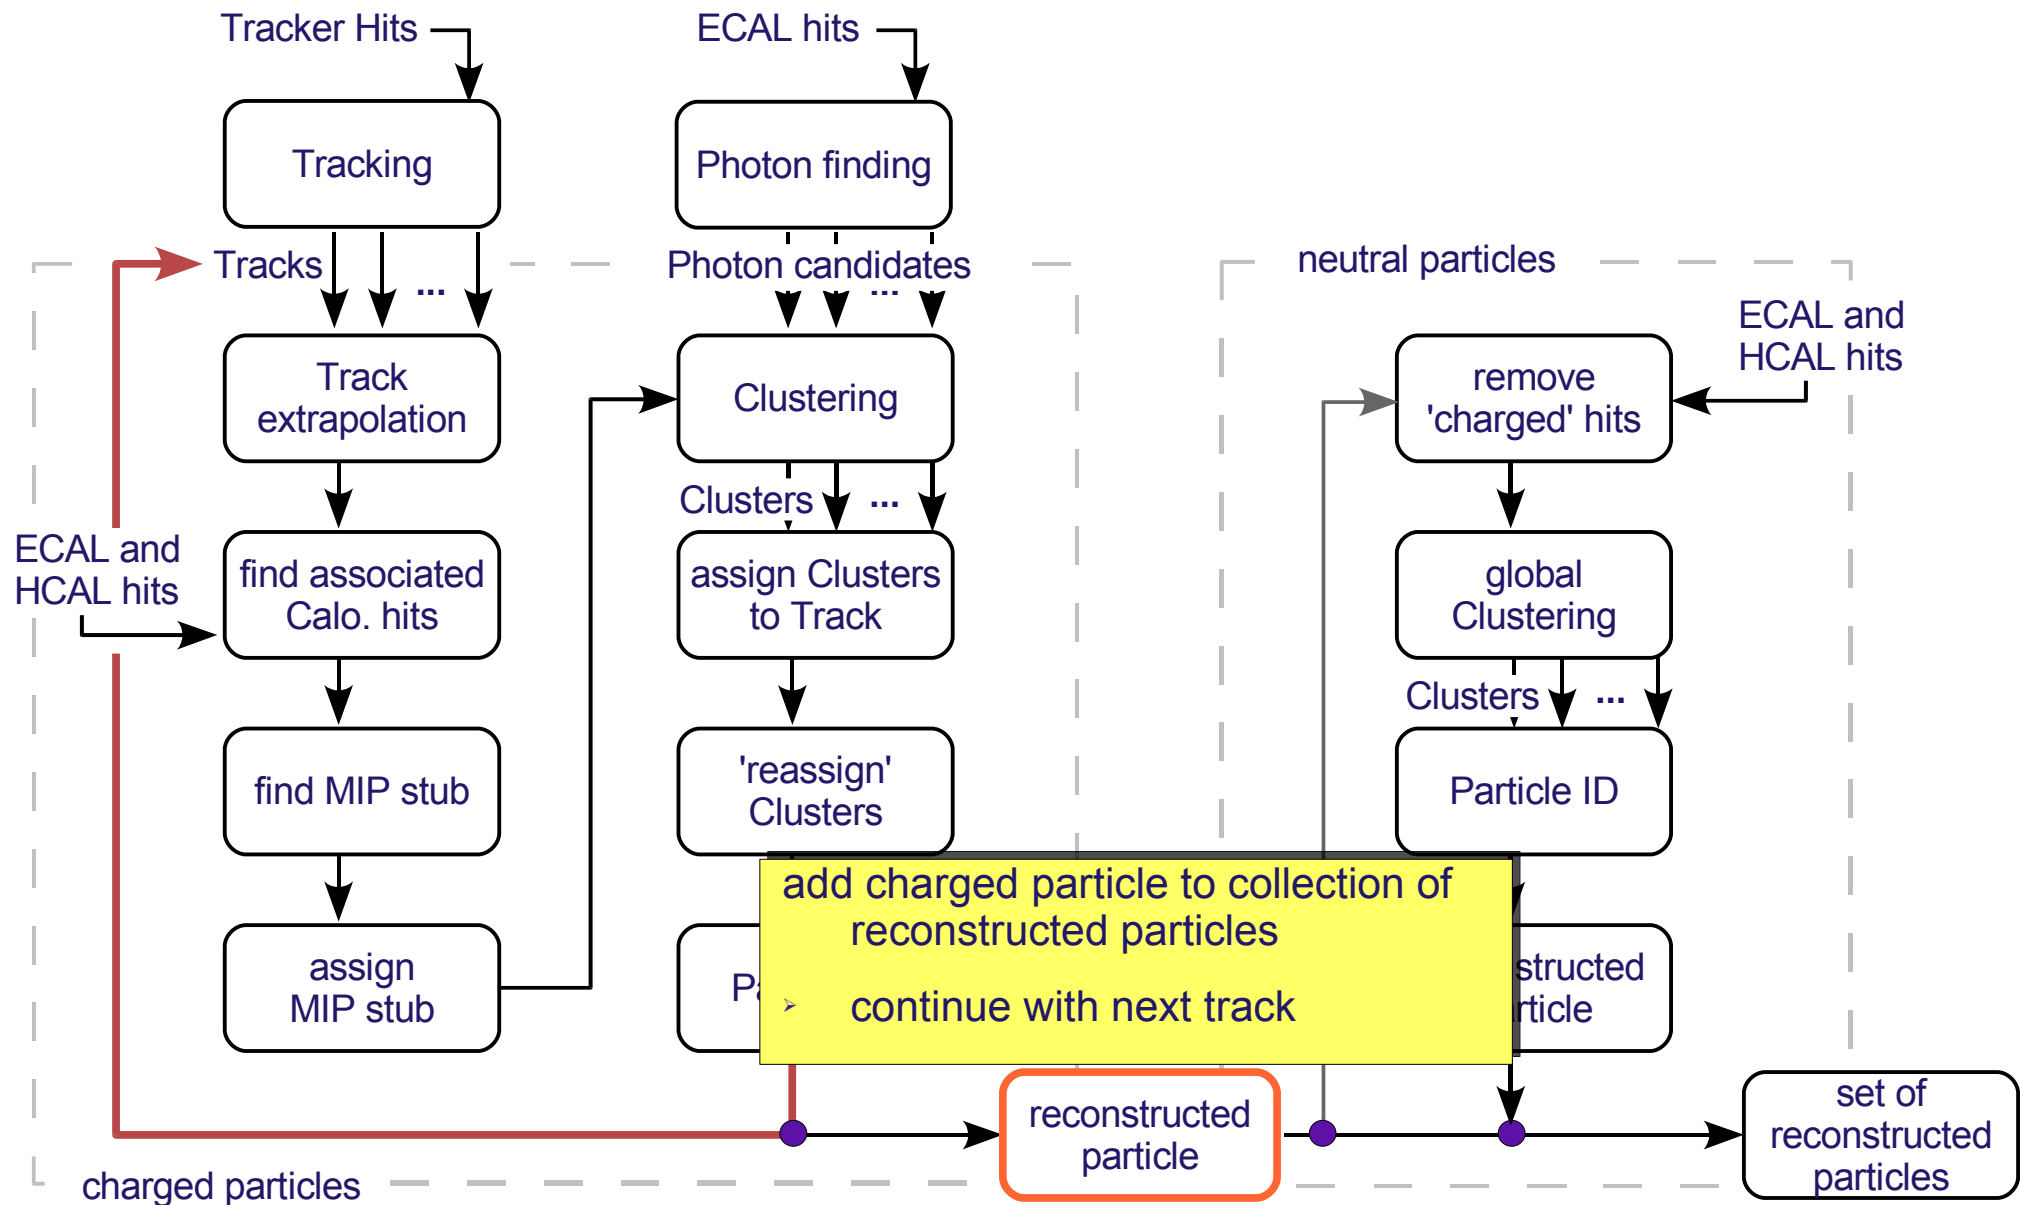 Tracker Hits
ECAL hits
Tracking
Photon finding
Tracks
...
Photon candidates
...
neutral particles
ECAL and
HCAL hits
Track
extrapolation
Clustering
remove
'charged' hits
Clusters
...
ECAL and
HCAL hits
find associated
Calo. hits
assign Clusters
to Track
global
Clustering
Clusters
...
find MIP stub
'reassign'
Clusters
Particle ID
add charged particle to collection of
reconstructed particles
continue with next track
assign
MIP stub
reconstructed
particle
set of
reconstructed
particles
charged particles